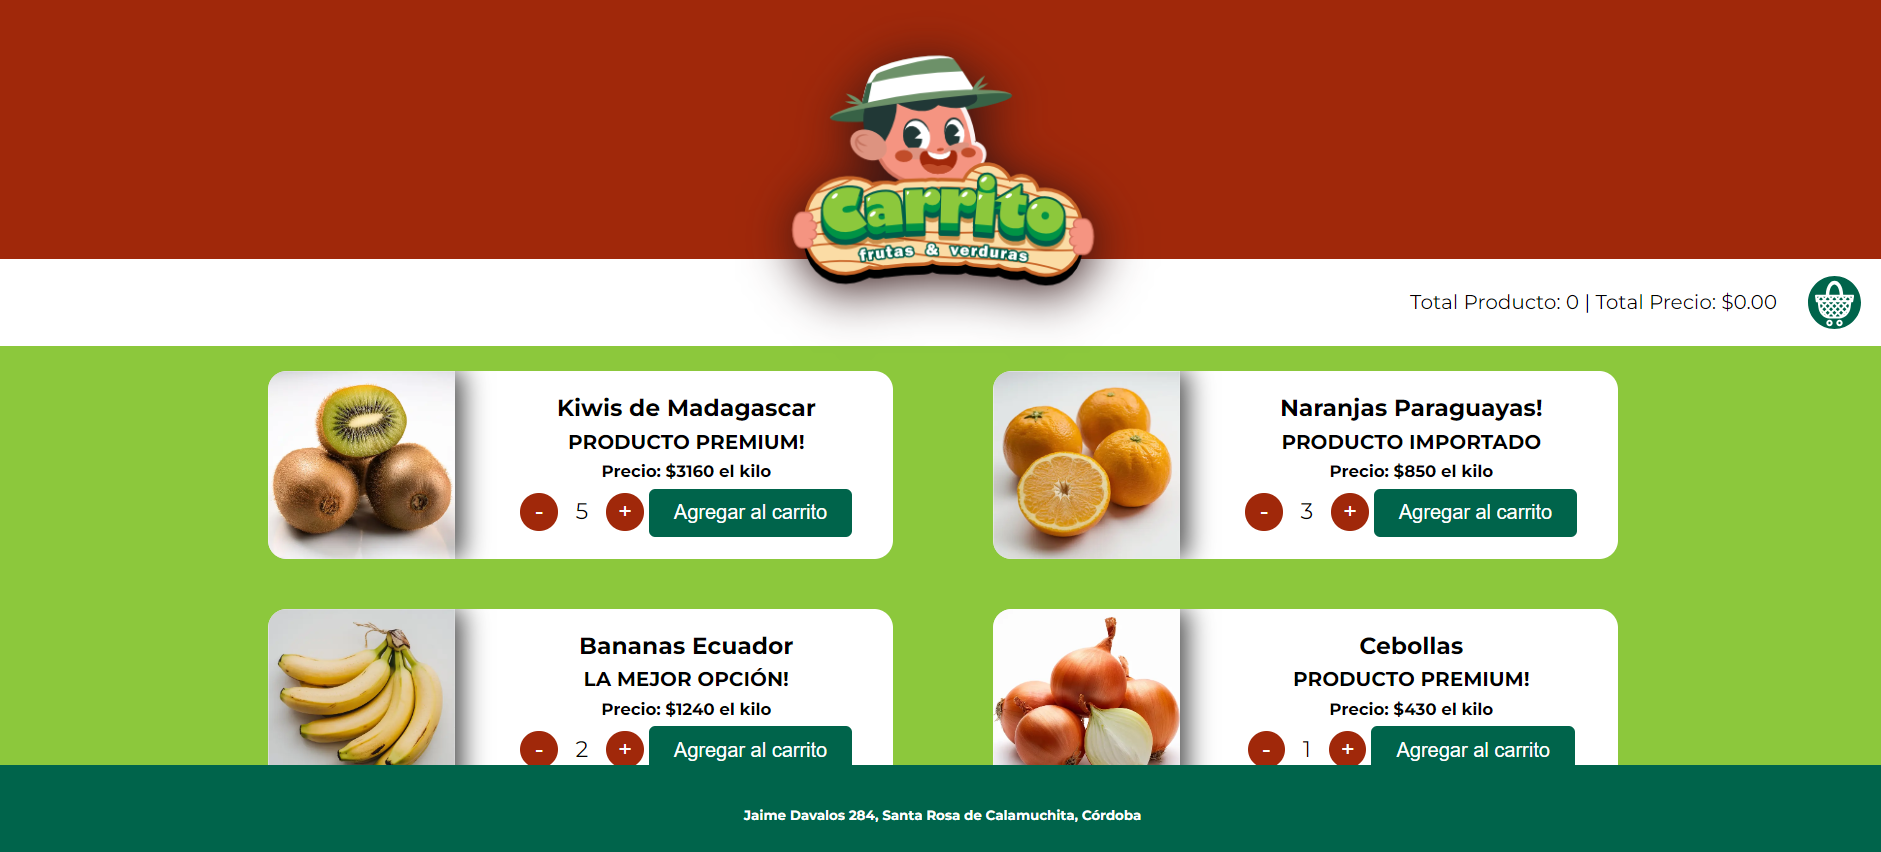 Carrito
frutas & verduras
Total Producto: 0 | Total Precio: $0.00
Kiwis de Madagascar
PRODUCTO PREMIUM!
Precio: $3160 el kilo
- 5 + Agregar al carrito
Naranjas Paraguayas!
PRODUCTO IMPORTADO
Precio: $850 el kilo
- 3 + Agregar al carrito
Bananas Ecuador
LA MEJOR OPCIÓN!
Precio: $1240 el kilo
- 2 + Agregar al carrito
Cebollas
PRODUCTO PREMIUM!
Precio: $430 el kilo
- 1 + Agregar al carrito
Jaime Davalos 284, Santa Rosa de Calamuchita, Córdoba